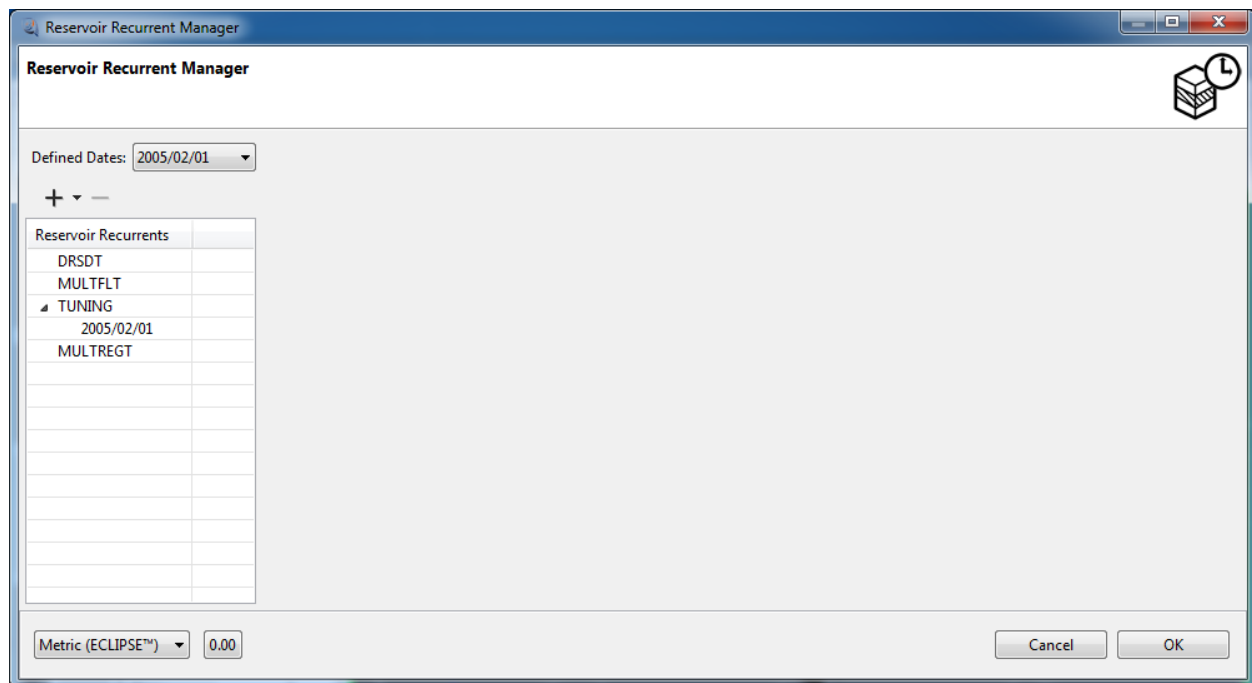 Reservoir Recurrent Manager
Reservoir Recurrent Manager
Defined Dates: 2005/02/01
Reservoir Recurrents
DRSDT
MULTFLT
TUNING
2005/02/01
MULTREGT
Metric (ECLIPSE™) 0.00 Cancel OK